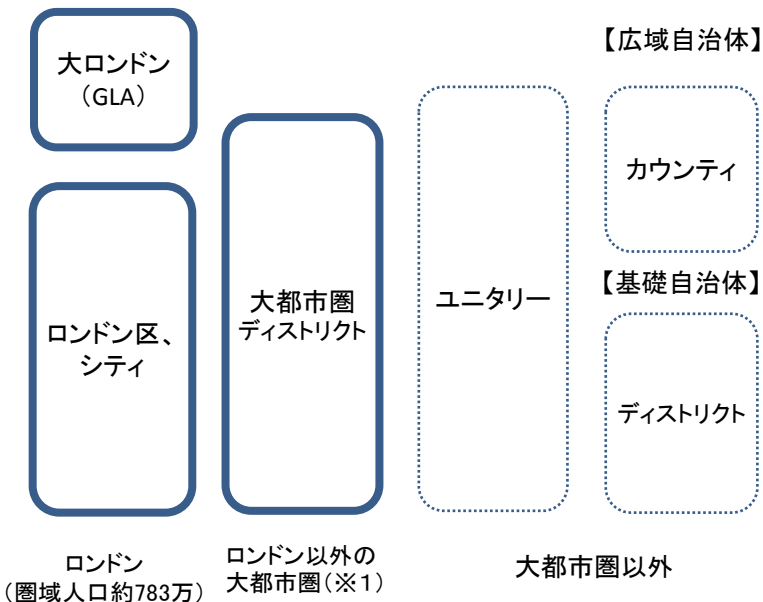 大ロンドン
（GLA）
ロンドン区、
シティ
大都市圏
ディストリクト
ユニタリー
【広域自治体】
カウンティ
【基礎自治体】
ディストリクト
ロンドン
（圏域人口約783万）
ロンドン以外の
大都市圏（※１）
大都市圏以外